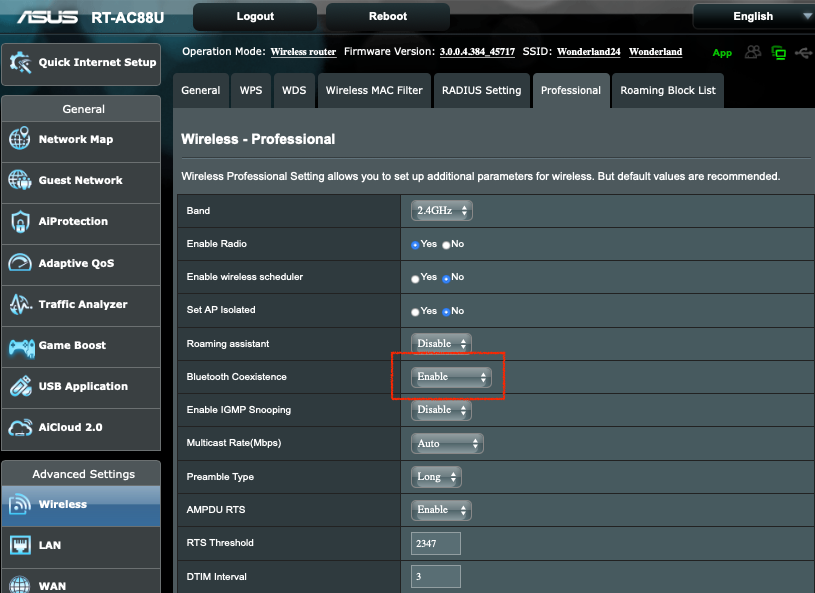 ASUS RT-AC88U Logout Reboot English
Operation Mode: Wireless router Firmware Version: 3.0.0.4.384_45717 SSID: Wonderland24 Wonderland App
Quick Internet Setup
General
Network Map
Guest Network
AiProtection
Adaptive QoS
Traffic Analyzer
Game Boost
USB Application
AiCloud 2.0
Advanced Settings
Wireless
LAN
WAN
General WPS WDS Wireless MAC Filter RADIUS Setting Professional Roaming Block List
Wireless - Professional
Wireless Professional Setting allows you to set up additional parameters for wireless. But default values are recommended.
Band 2.4GHz
Enable Radio Yes No
Enable wireless scheduler Yes No
Set AP Isolated Yes No
Roaming assistant Disable
Bluetooth Coexistence Enable
Enable IGMP Snooping Disable
Multicast Rate(Mbps) Auto
Preamble Type Long
AMPDU RTS Enable
RTS Threshold 2347
DTIM Interval 3